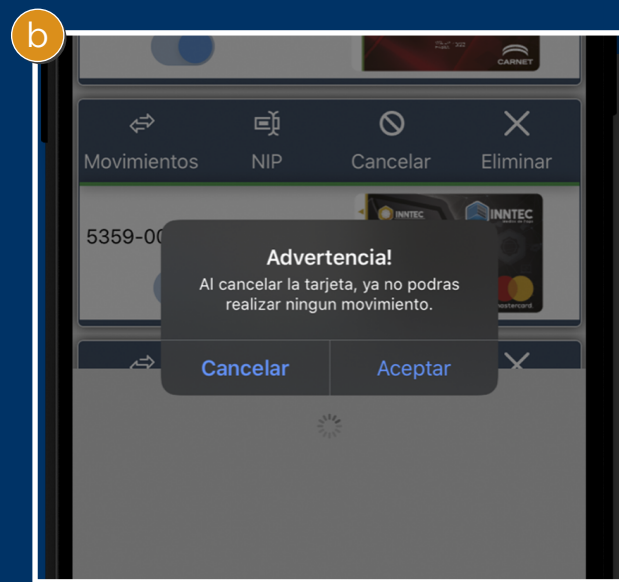 b
CARNET
Movimientos NIP Cancelar Eliminar
INNTEC INNTEC
5359-00
mastercard
Advertencia!
Al cancelar la tarjeta, ya no podras
realizar ningun movimiento.
Cancelar Aceptar